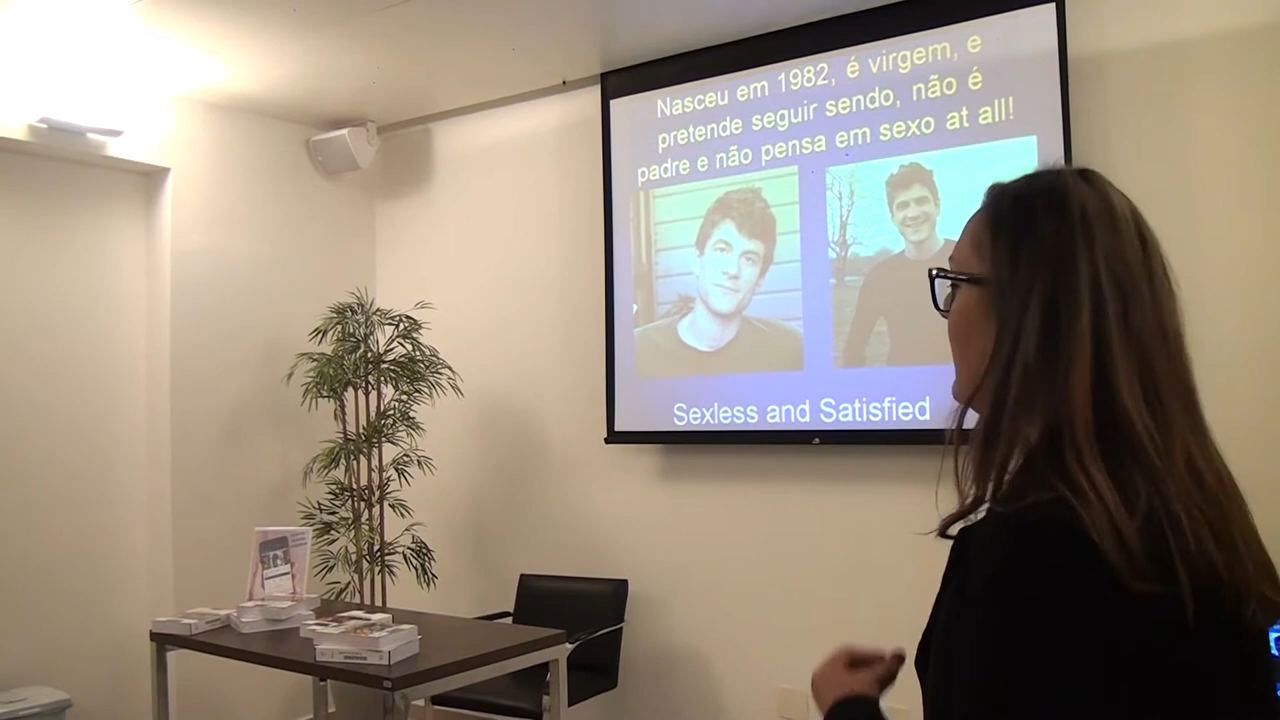 Nasceu em 1982, é virgem, e
pretende seguir sendo, não é
padre e não pensa em sexo at all!
Sexless and Satisfied